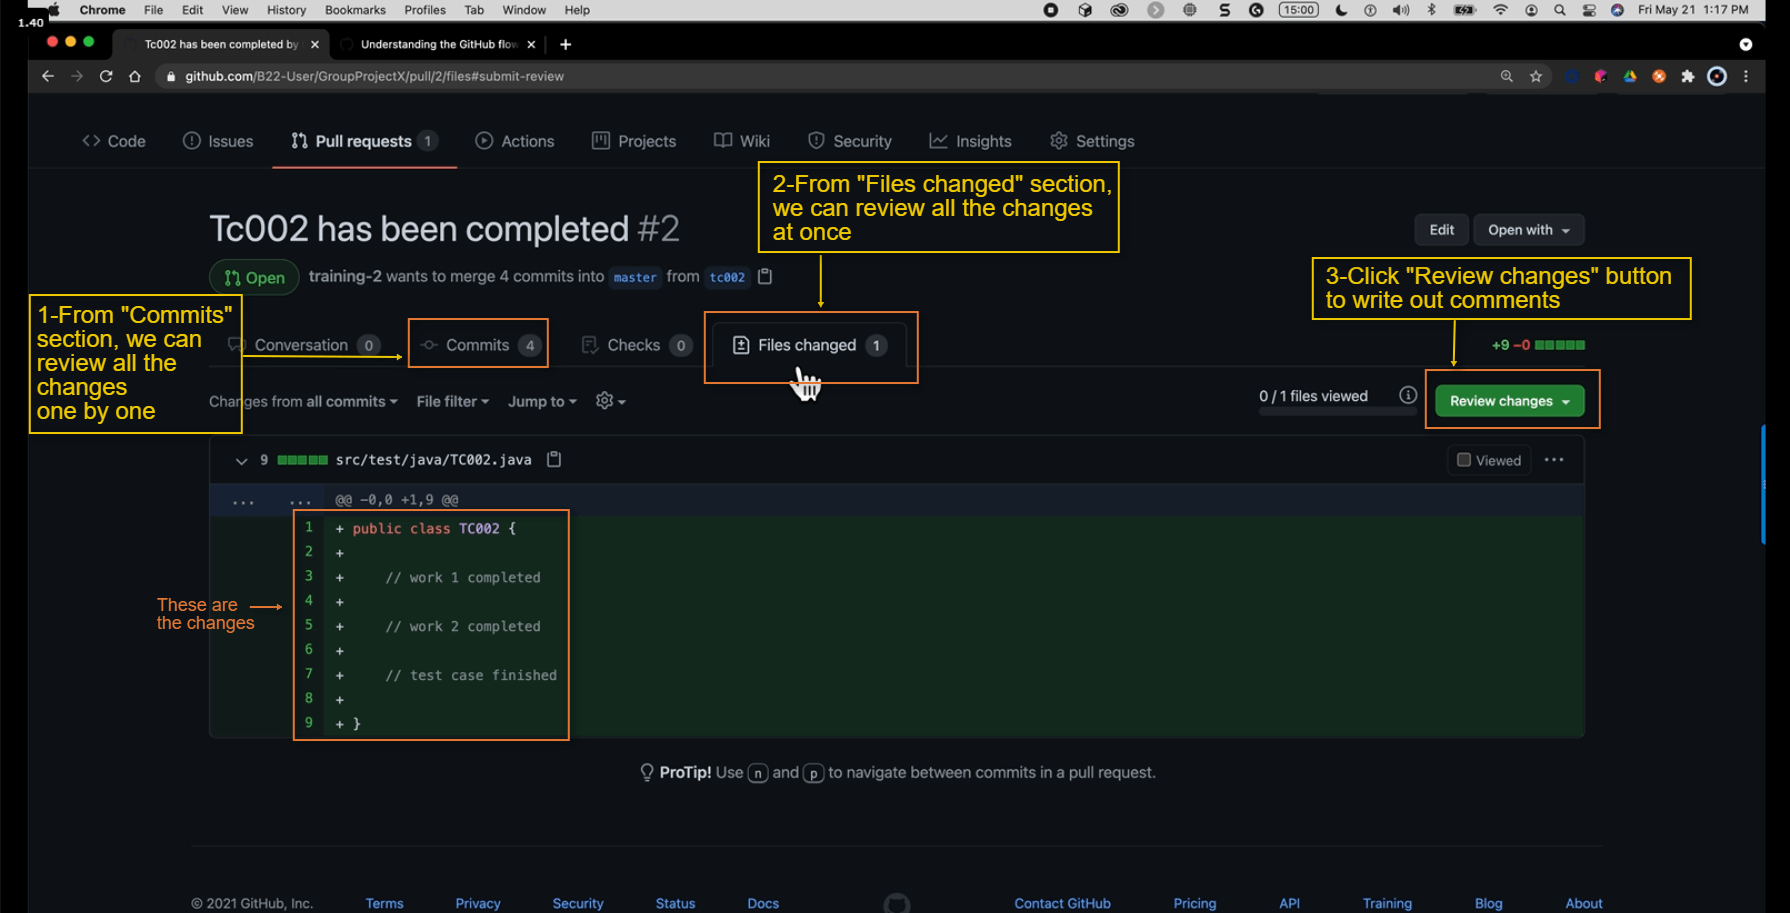 Chrome File Edit View History Bookmarks Profiles Tab Window Help 15:00 Fri May 21 1:17 PM
1.40
Tc002 has been completed by Understanding the GitHub flow
github.com/B22-User/GroupProjectX/pull/2/files#submit-review
Code Issues Pull requests 1 Actions Projects Wiki Security Insights Settings
2-From "Files changed" section,
we can review all the changes
at once
Tc002 has been completed #2
Edit Open with
Open training-2 wants to merge 4 commits into master from tc002
3-Click "Review changes" button
to write out comments
1-From "Commits"
section, we can
review all the
changes
one by one
Conversation 0 Commits 4 Checks 0 Files changed 1
+9 −0
Changes from all commits File filter Jump to
0 / 1 files viewed Review changes
9 src/test/java/TC002.java Viewed ...
... ... @@ -0,0 +1,9 @@
1 + public class TC002 {
2 +
3 + // work 1 completed
4 +
5 + // work 2 completed
6 +
7 + // test case finished
8 +
9 + }
These are
the changes
ProTip! Use n and p to navigate between commits in a pull request.
© 2021 GitHub, Inc. Terms Privacy Security Status Docs Contact GitHub Pricing API Training Blog About